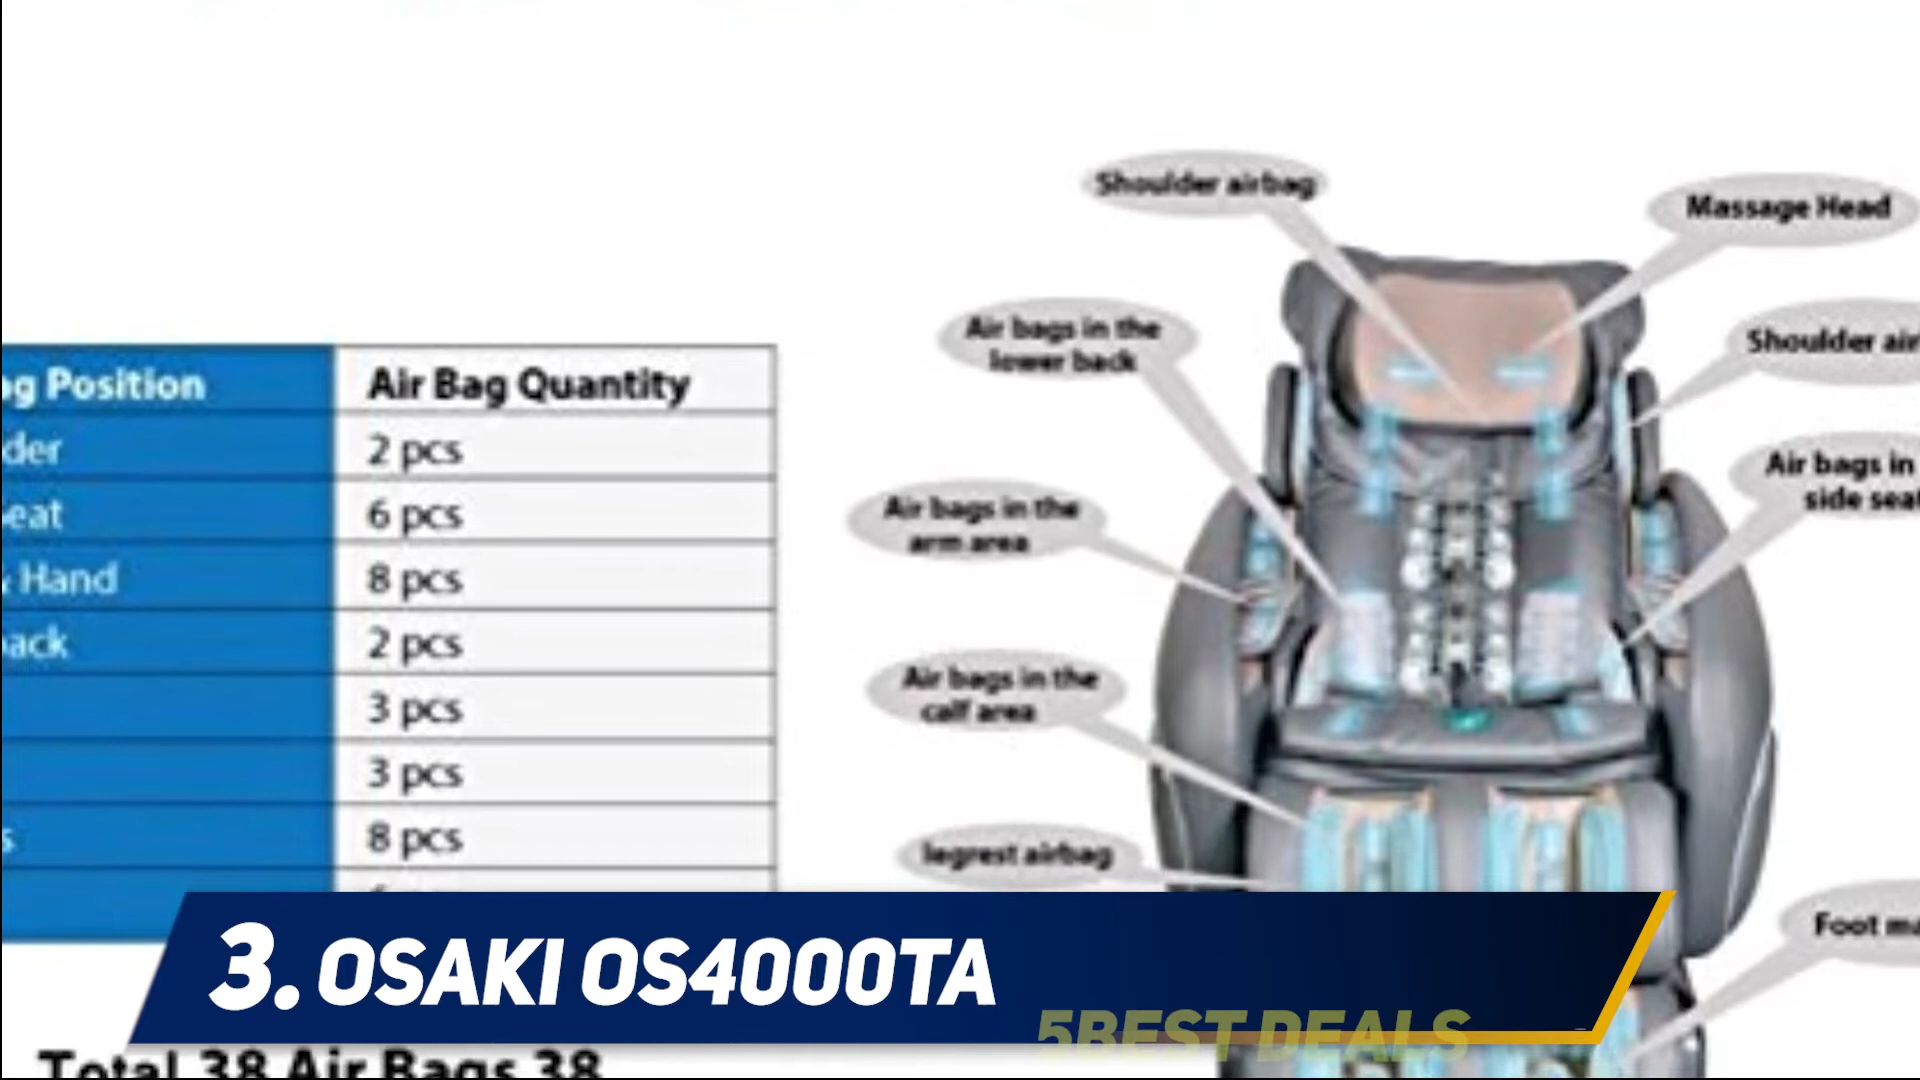 Shoulder airbag
Massage Head
Air bags in the
lower back
Shoulder air
og Position Air Bag Quantity
der 2 pcs
Air bags in
side seat
eat 6 pcs
Air bags in the
arm area
& Hand 8 pcs
back 2 pcs
Air bags in the
calf area
3 pcs
3 pcs
s 8 pcs
legrest airbag
Foot ma
3. OSAKI OS4000TA
5BEST DEALS
Total 38 Air Bags 38